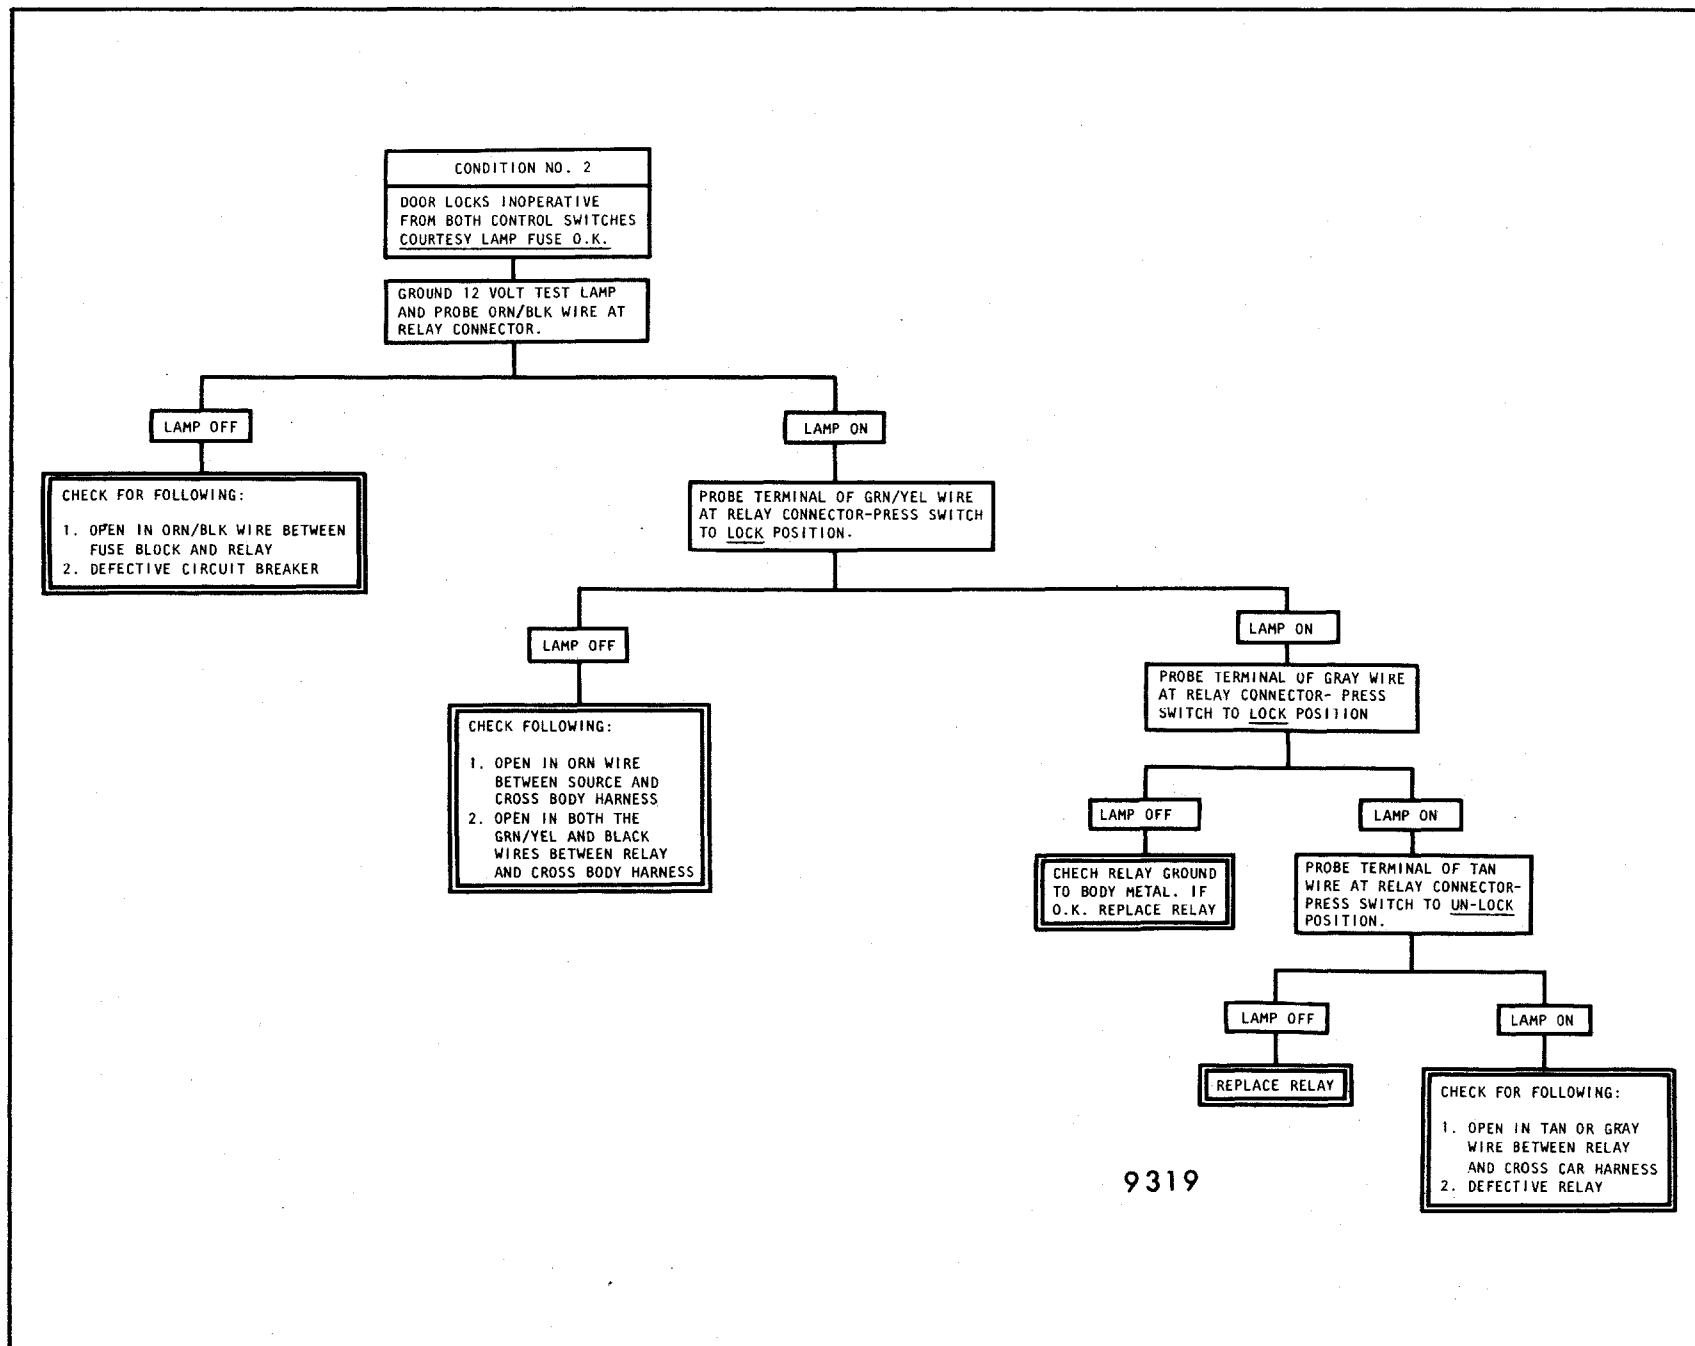 CONDITION NO. 2
DOOR LOCKS INOPERATIVE
FROM BOTH CONTROL SWITCHES
COURTESY LAMP FUSE O.K.
GROUND 12 VOLT TEST LAMP
AND PROBE ORN/BLK WIRE AT
RELAY CONNECTOR.
LAMP OFF
LAMP ON
CHECK FOR FOLLOWING:
1. OPEN IN ORN/BLK WIRE BETWEEN
FUSE BLOCK AND RELAY
2. DEFECTIVE CIRCUIT BREAKER
PROBE TERMINAL OF GRN/YEL WIRE
AT RELAY CONNECTOR-PRESS SWITCH
TO LOCK POSITION.
LAMP OFF
LAMP ON
CHECK FOLLOWING:
1. OPEN IN ORN WIRE
BETWEEN SOURCE AND
CROSS BODY HARNESS
2. OPEN IN BOTH THE
GRN/YEL AND BLACK
WIRES BETWEEN RELAY
AND CROSS BODY HARNESS
PROBE TERMINAL OF GRAY WIRE
AT RELAY CONNECTOR- PRESS
SWITCH TO LOCK POSITION
LAMP OFF
LAMP ON
CHECH RELAY GROUND
TO BODY METAL. IF
O.K. REPLACE RELAY
PROBE TERMINAL OF TAN
WIRE AT RELAY CONNECTOR-
PRESS SWITCH TO UN-LOCK
POSITION.
LAMP OFF
LAMP ON
REPLACE RELAY
CHECK FOR FOLLOWING:
1. OPEN IN TAN OR GRAY
WIRE BETWEEN RELAY
AND CROSS CAR HARNESS
2. DEFECTIVE RELAY
9319